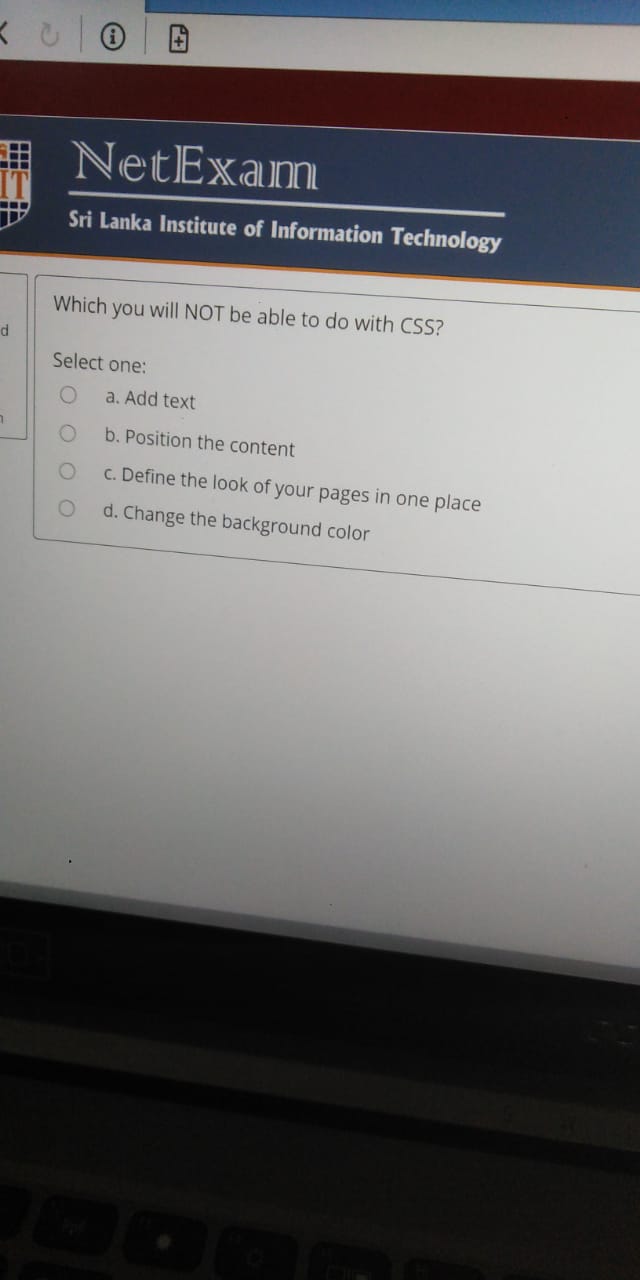 IT
NetExam
Sri Lanka Institute of Information Technology
d
Which you will NOT be able to do with CSS?
Select one:
a. Add text
b. Position the content
c. Define the look of your pages in one place
d. Change the background color